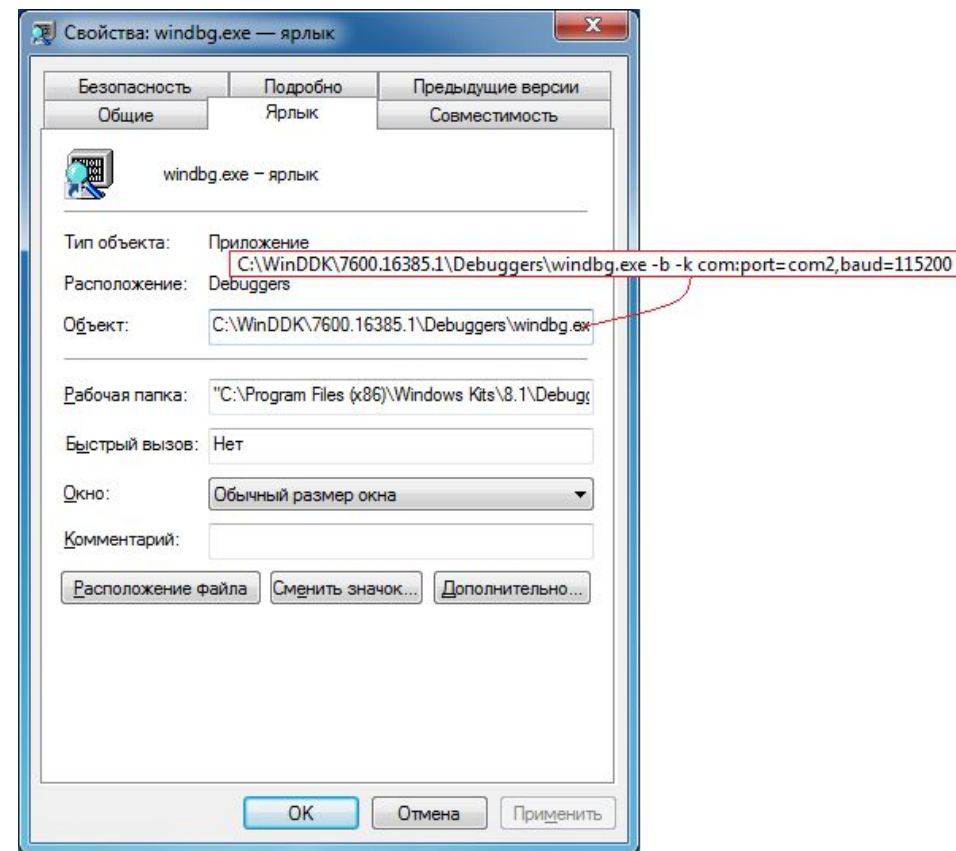 Свойства: windbg.exe — ярлык
Безопасность Подробно Предыдущие версии
Общие Ярлык Совместимость
windbg.exe – ярлык
Тип объекта: Приложение
C:\WinDDK\7600.16385.1\Debuggers\windbg.exe -b -k com:port=com2,baud=115200
Расположение: Debuggers
Объект: C:\WinDDK\7600.16385.1\Debuggers\windbg.ex
Рабочая папка: "C:\Program Files (x86)\Windows Kits\8.1\Debugg
Быстрый вызов: Нет
Окно: Обычный размер окна
Комментарий:
Расположение файла Сменить значок... Дополнительно...
OK Отмена Применить